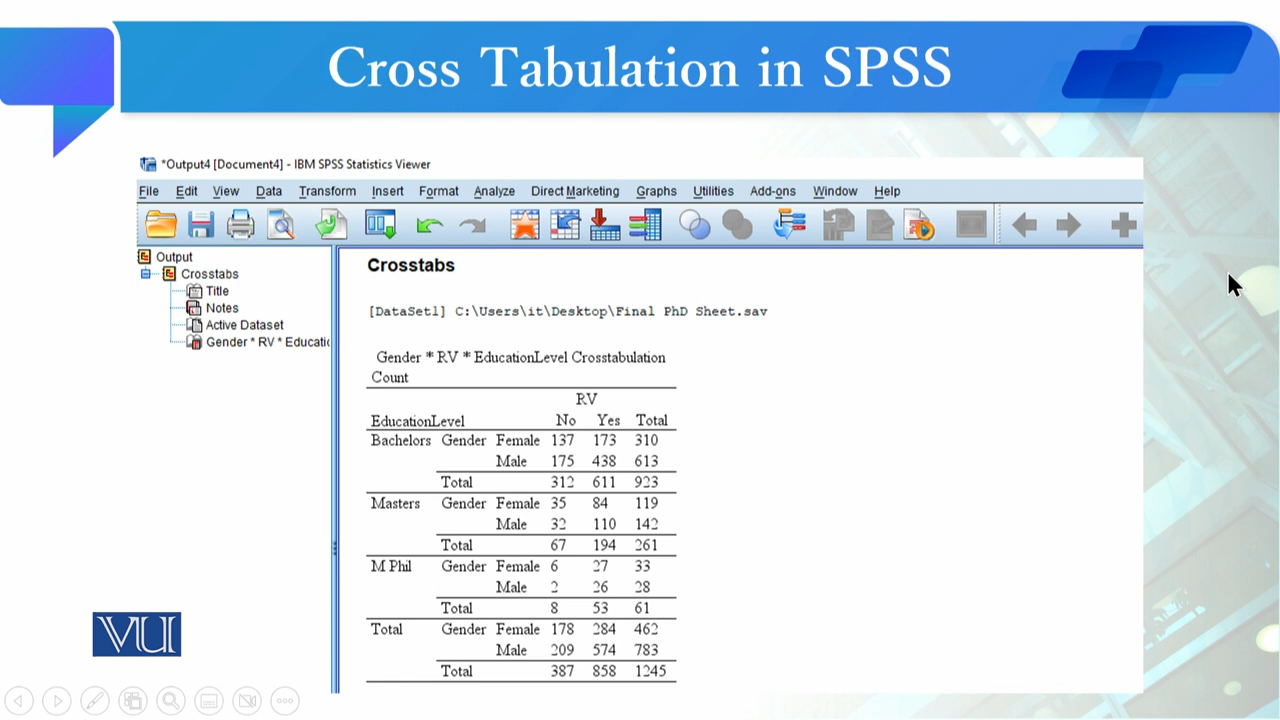 Cross Tabulation in SPSS
*Output4 [Document4] - IBM SPSS Statistics Viewer
File Edit View Data Transform Insert Format Analyze Direct Marketing Graphs Utilities Add-ons Window Help
Output
Crosstabs
Title
Notes
Active Dataset
Gender * RV * Educatic
Crosstabs
[DataSet1] C:\Users\it\Desktop\Final PhD Sheet.sav
Gender * RV * EducationLevel Crosstabulation
Count
RV
EducationLevel No Yes Total
Bachelors Gender Female 137 173 310
Male 175 438 613
Total 312 611 923
Masters Gender Female 35 84 119
Male 32 110 142
Total 67 194 261
M Phil Gender Female 6 27 33
Male 2 26 28
Total 8 53 61
Total Gender Female 178 284 462
Male 209 574 783
Total 387 858 1245
VU